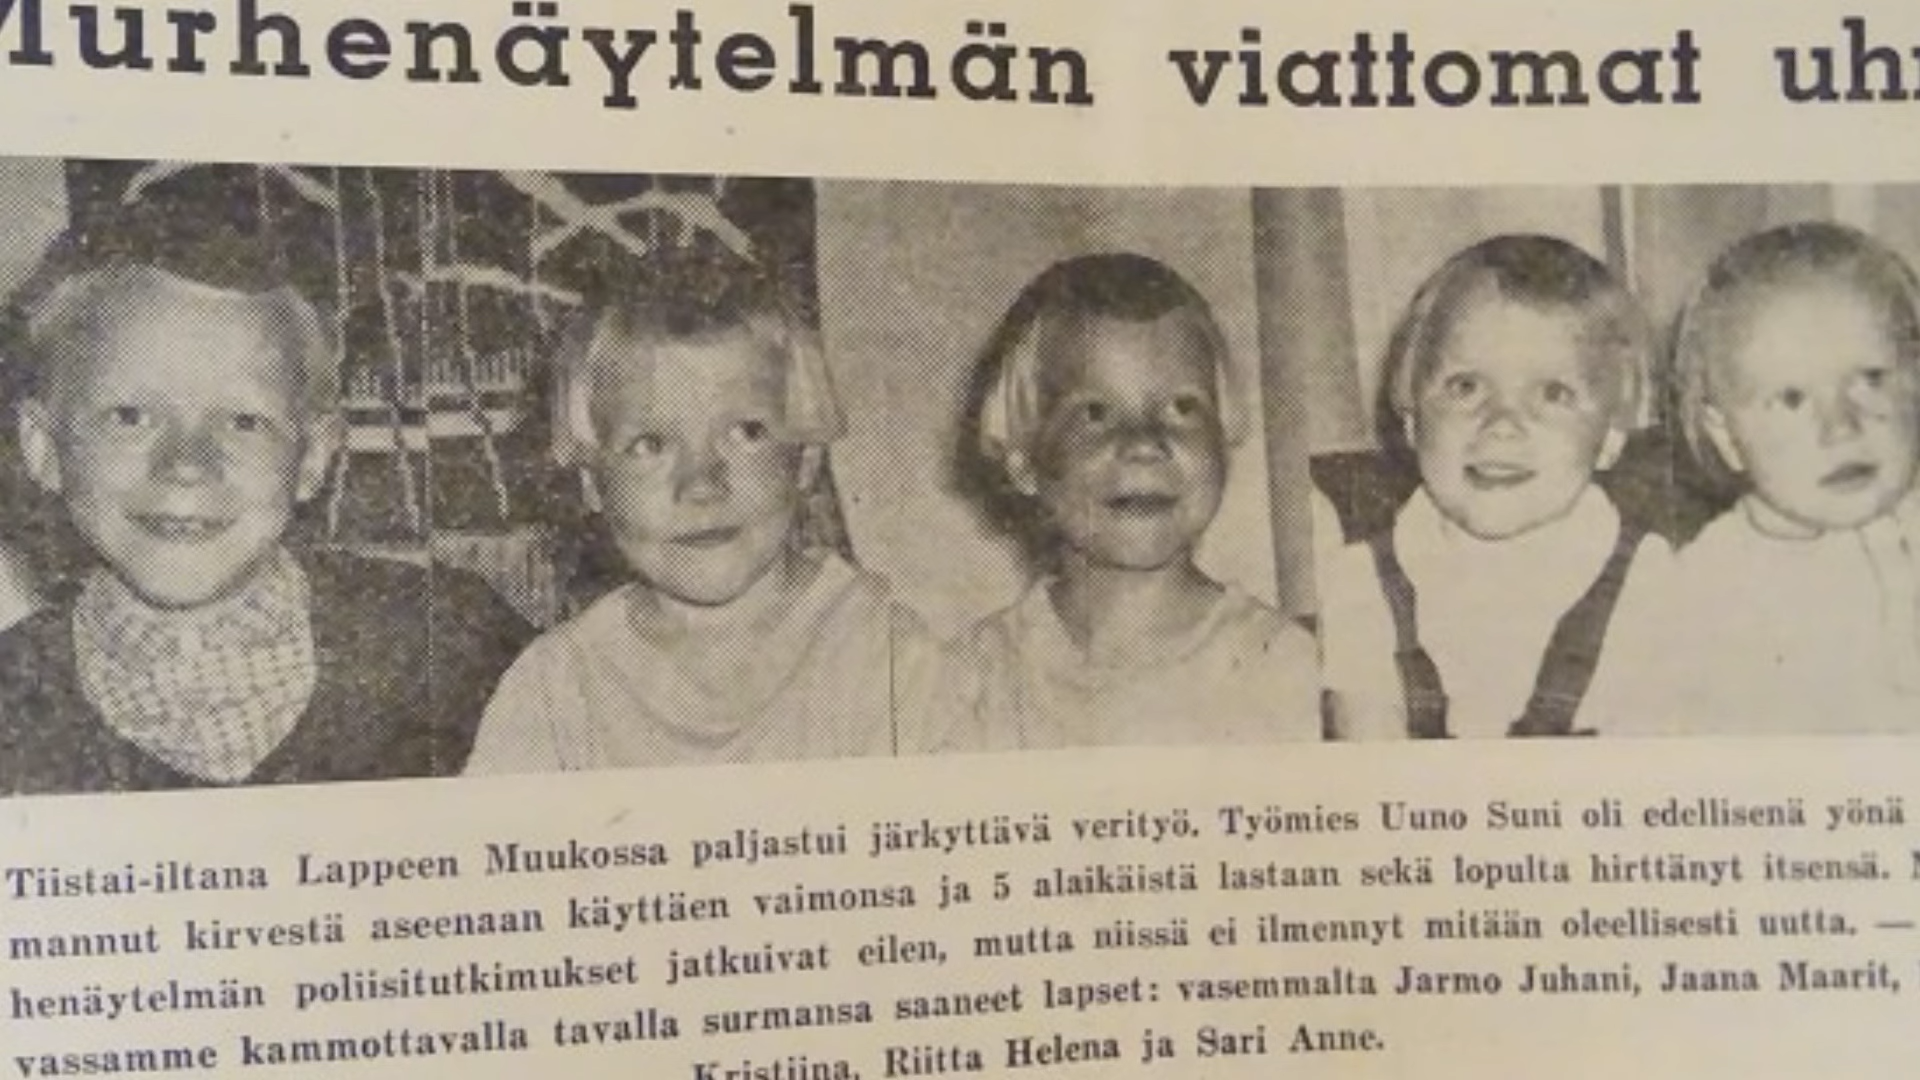 Murhenäytelmän viattomat
Tiistai-iltana Lappeen Muukossa paljastui järkyttävä verityö. Työmies Uuno Suni oli edellisenä yönä
mannut kirvestä aseenaan käyttäen vaimonsa ja 5 alaikäistä lastaan sekä lopulta hirttänyt itsensä.
henäytelmän poliisitutkimukset jatkuivat eilen, mutta niissä ei ilmennyt mitään oleellisesti uutta. —
vassamme kammottavalla tavalla surmansa saaneet lapset: vasemmalta Jarmo Juhani, Jaana Maarit,
Kristiina, Riitta Helena ja Sari Anne.